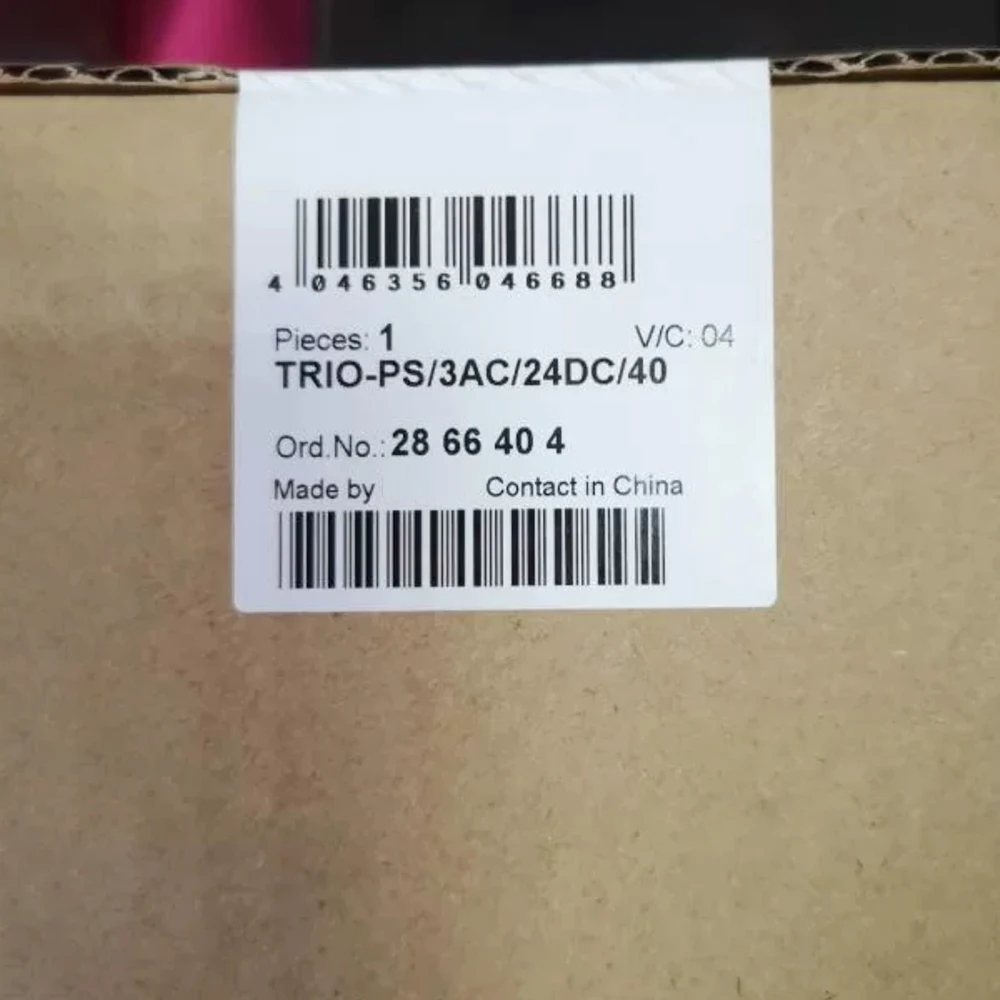 4 046356 046688
Pieces: 1 V/C: 04
TRIO-PS/3AC/24DC/40
Ord.No.: 28 66 40 4
Made by Contact in China